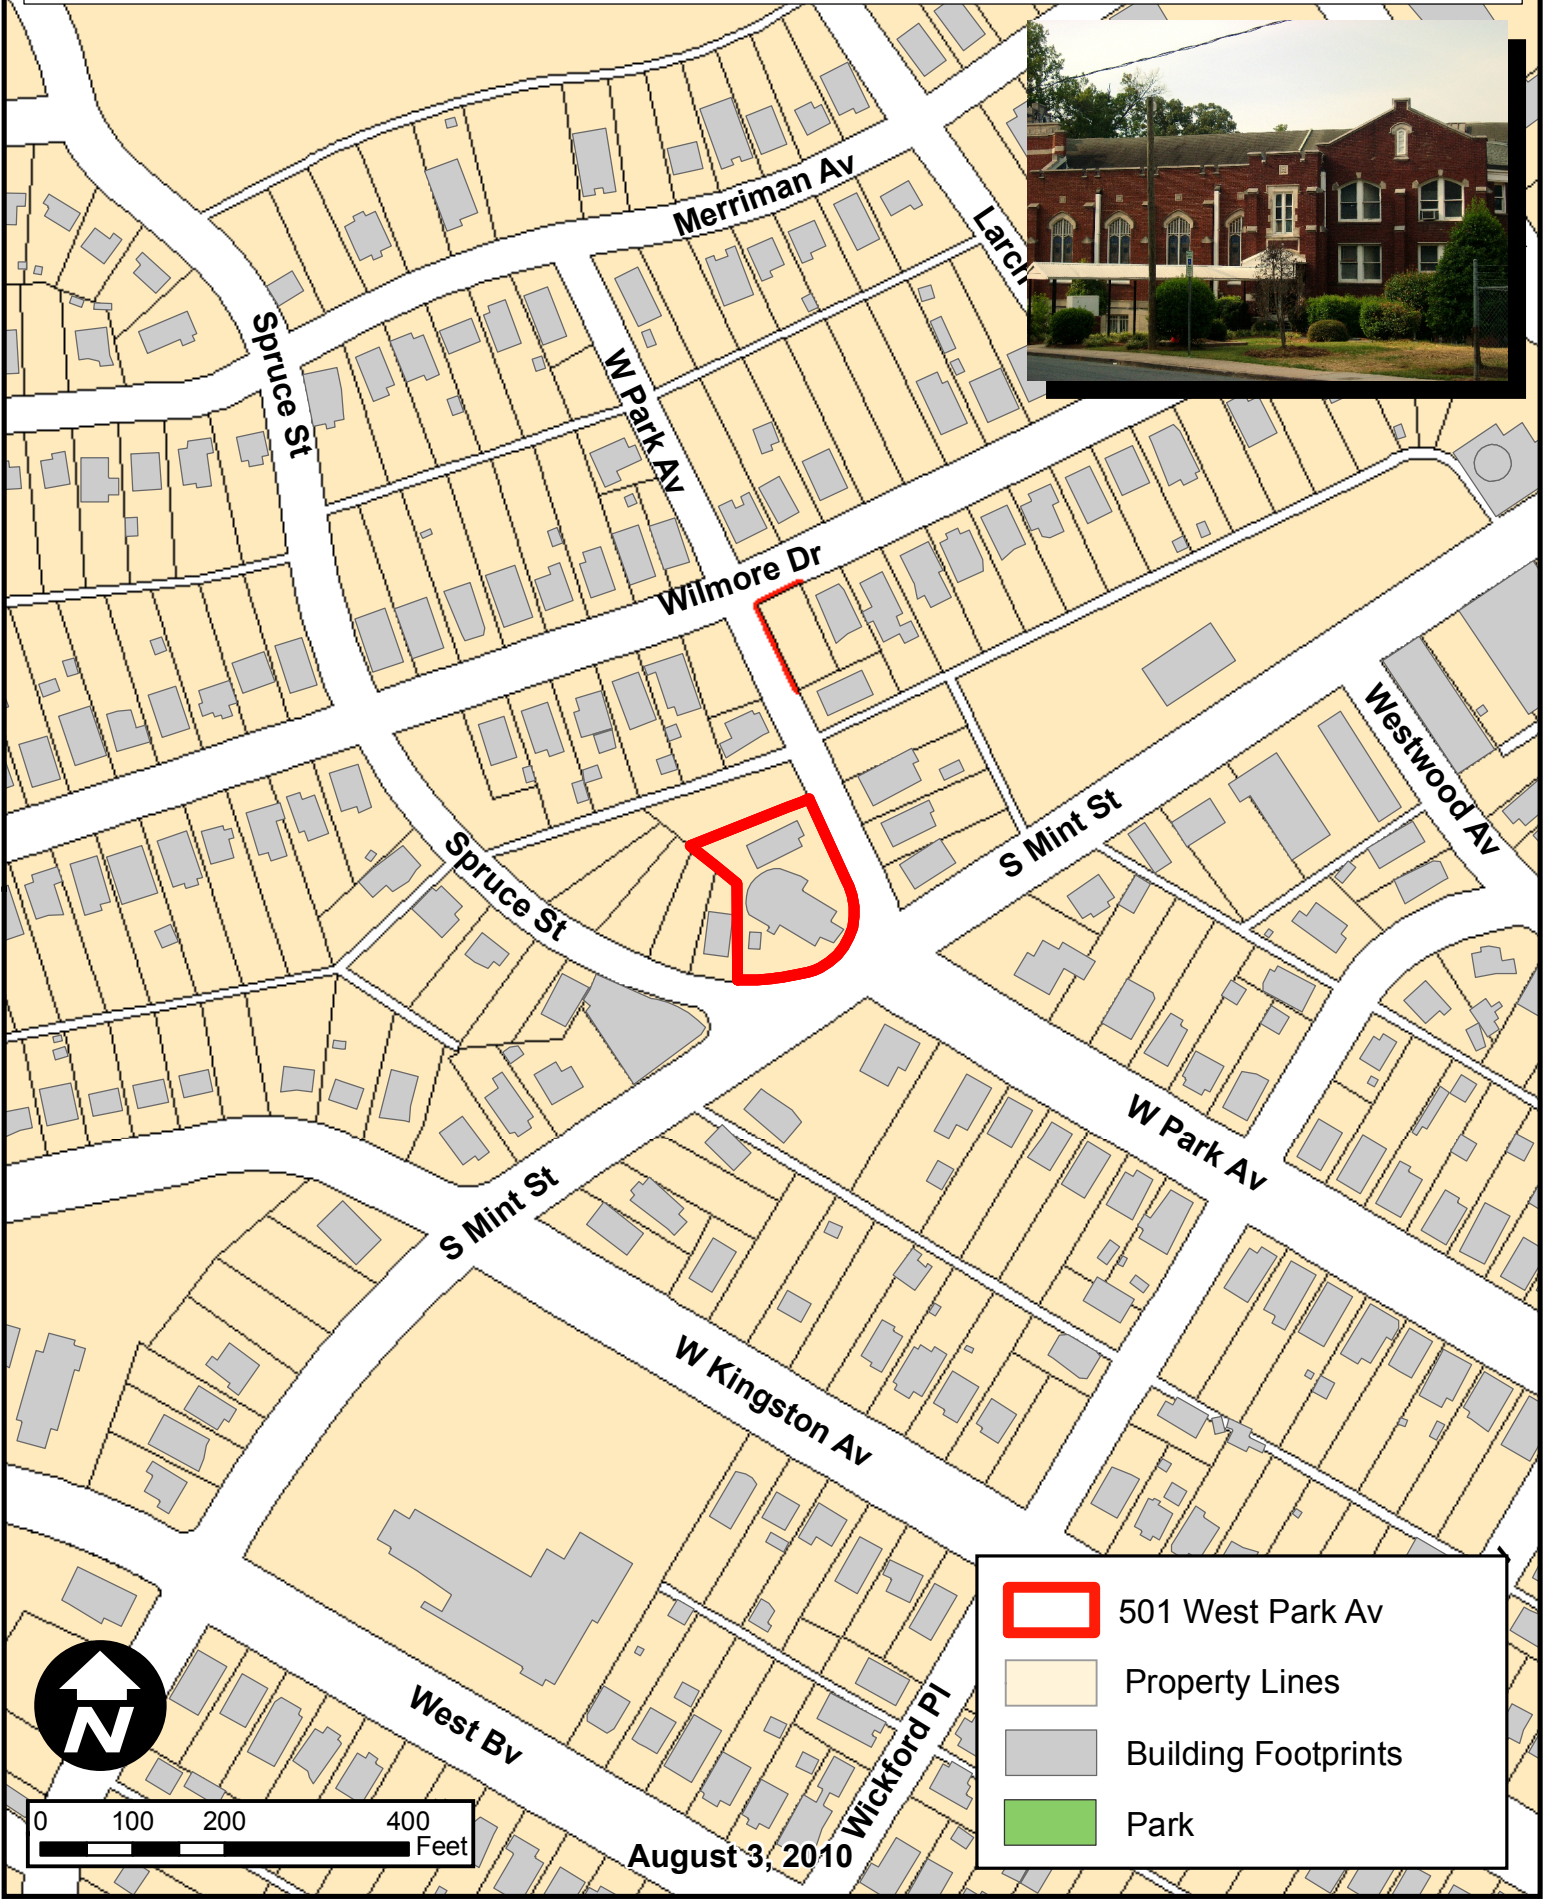 Merriman Av
Larch
Spruce St
W Park Av
Wilmore Dr
Westwood Av
S Mint St
Spruce St
W Park Av
S Mint St
W Kingston Av
West Bv
Wickford Pl
501 West Park Av
Property Lines
Building Footprints
Park
N
0 100 200 400
Feet
August 3, 2010